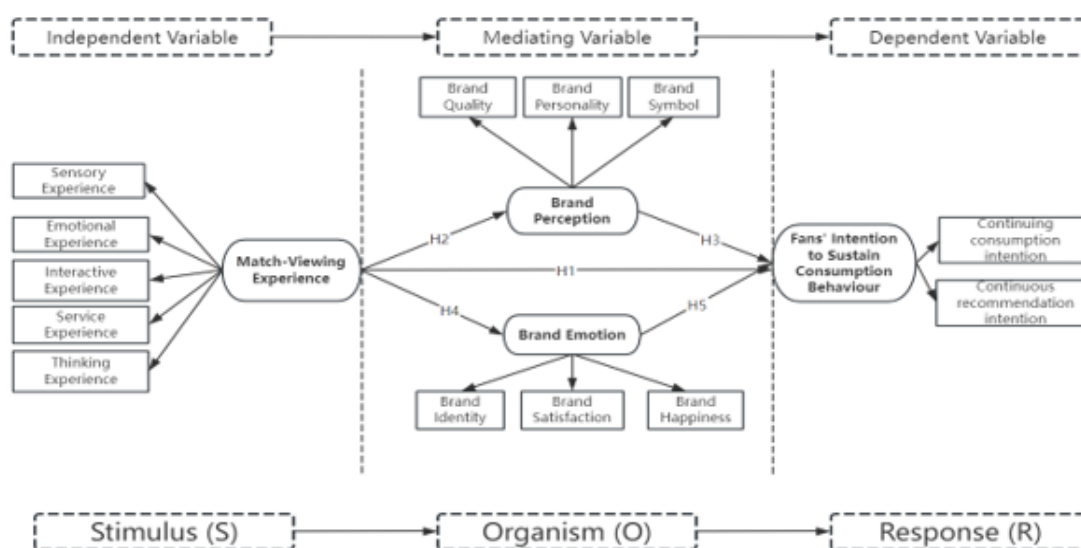 Independent Variable
Mediating Variable
Dependent Variable
Brand
Quality
Brand
Personality
Brand
Symbol
Sensory
Experience
Emotional
Experience
Interactive
Experience
Service
Experience
Thinking
Experience
Match-Viewing
Experience
H2
Brand
Perception
H3
H1
H4
Brand Emotion
H5
Fans' Intention
to Sustain
Consumption
Behaviour
Continuing
consumption
intention
Continuous
recommendation
intention
Brand
Identity
Brand
Satisfaction
Brand
Happiness
Stimulus (S)
Organism (O)
Response (R)